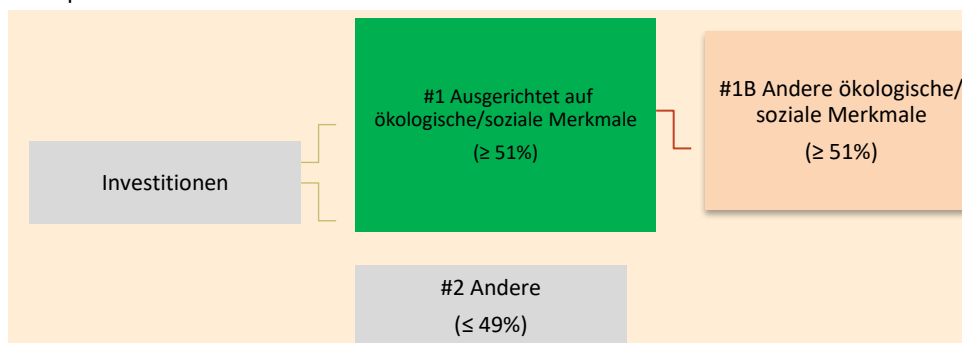 #1 Ausgerichtet auf
ökologische/soziale Merkmale
(≥ 51%)
#1B Andere ökologische/
soziale Merkmale
(≥ 51%)
Investitionen
#2 Andere
(≤ 49%)